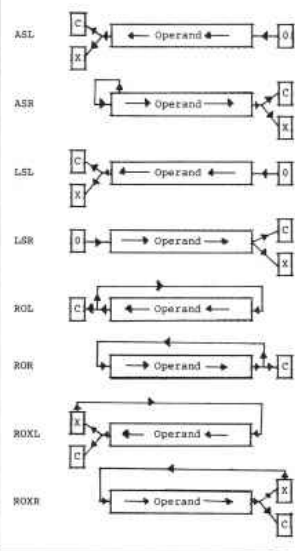 C
ASL Operand 0
X
C
ASR Operand
X
C
LSL Operand 0
X
C
LSR 0 Operand
X
ROL C Operand
ROR Operand C
X
ROXL Operand
C
X
ROXR Operand
C